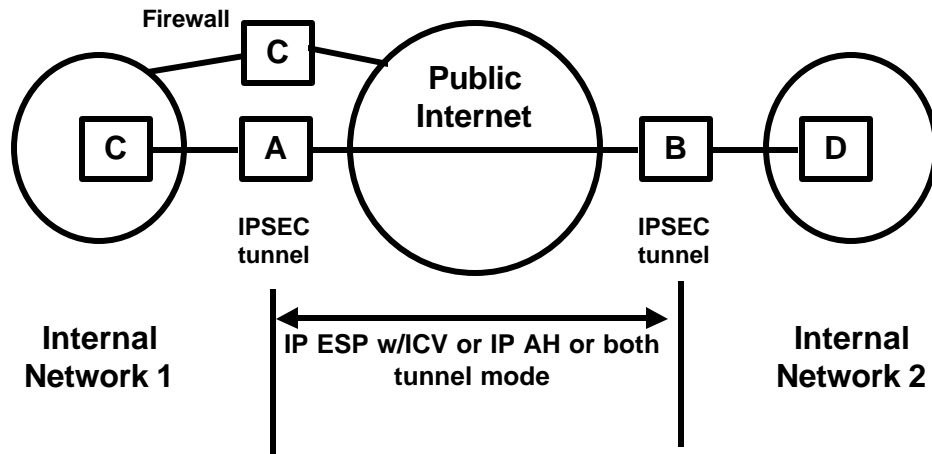 Firewall
C
Public
Internet
C
A
B
D
IPSEC
tunnel
IPSEC
tunnel
Internal
Network 1
IP ESP w/ICV or IP AH or both
tunnel mode
Internal
Network 2